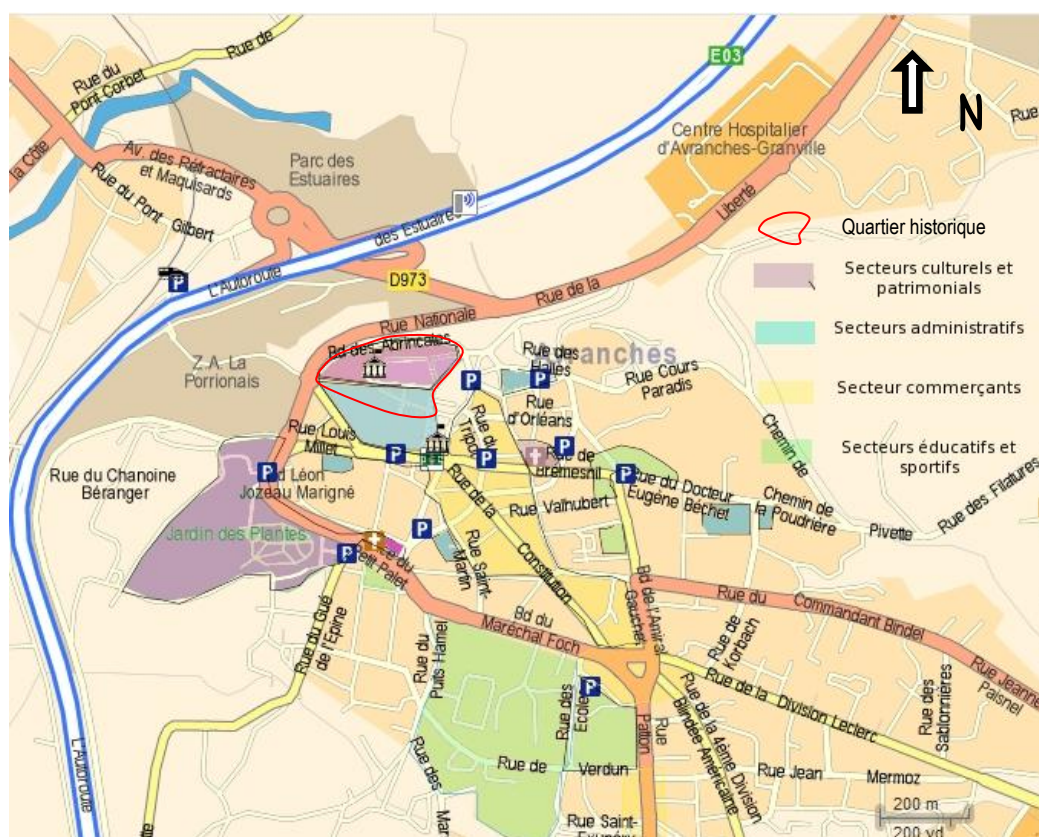 Rue de
Rue du
Pont Corbet
la Côte
Av. des Réfractaires
et Maquisards
Rue du Pont Gilbert
Parc des
Estuaires
E03
Centre Hospitalier
d'Avranches-Granville
N
Rue
Liberté
Quartier historique
des Estuaires
L'Autoroute
P
D973
Rue de la
Secteurs culturels et
patrimonials
Rue Nationale
Secteurs administratifs
Bd des Abrincates
Z.A. La
Porrionais
Avranches
Rue des
Halles
Rue Cours
Paradis
P
P
Secteur commerçants
Rue
d'Orléans
Rue Louis
Millet
Rue du
Tripot
P
P
P
Rue de
Bremesnil
P
Secteurs éducatifs et
sportifs
Chemin de
Rue du Chanoine
Béranger
P
Bd Léon
Jozeau Marigné
Rue du Docteur
Eugène Béchet
Chemin de
la Poudrière
Rue des Filatures
Rue Valhubert
Pivette
Jardin des Plantes
P
Rue de la
Constitution
Rue Saint-
Martin
P
Petit Palet
Rue du Gué
de l'Epine
Rue du
Puits Hamel
Bd du
Maréchal Foch
Bd de l'Amiral
Gauchet
Rue du Commandant Bindel
Rue de
Korbach
Rue Jeanne
Paisnel
Rue des
Sablonnières
P
Rue des
Ecoles
Rue de la Division Leclerc
Rue de la 4ème Division
Blindée Américaine
Rue
Patton
L'Autoroute
Rue des
Mar
Rue de Verdun
Rue Jean Mermoz
Rue Saint-
Exupéry
200 m
200 yd